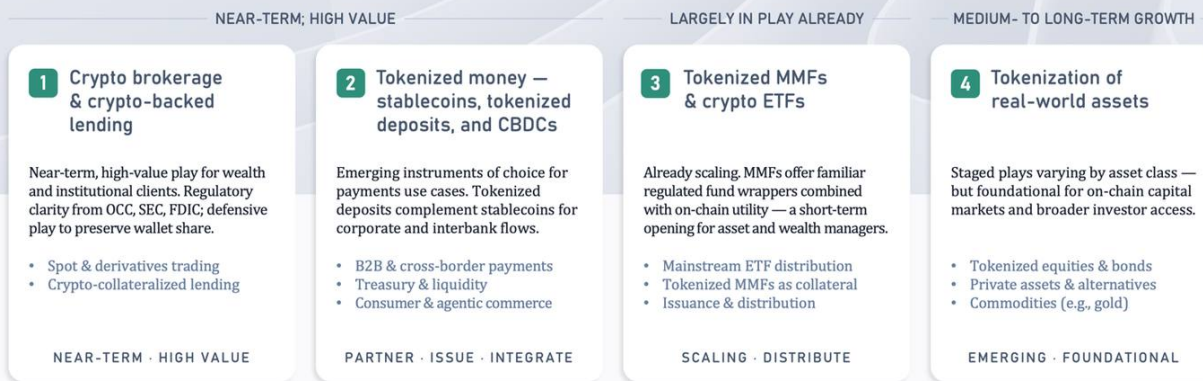 NEAR-TERM; HIGH VALUE
LARGELY IN PLAY ALREADY
MEDIUM- TO LONG-TERM GROWTH
1
Crypto brokerage
& crypto-backed
lending
Near-term, high-value play for wealth
and institutional clients. Regulatory
clarity from OCC, SEC, FDIC; defensive
play to preserve wallet share.
• Spot & derivatives trading
• Crypto-collateralized lending
NEAR-TERM · HIGH VALUE
2
Tokenized money —
stablecoins, tokenized
deposits, and CBDCs
Emerging instruments of choice for
payments use cases. Tokenized
deposits complement stablecoins for
corporate and interbank flows.
• B2B & cross-border payments
• Treasury & liquidity
• Consumer & agentic commerce
PARTNER · ISSUE · INTEGRATE
3
Tokenized MMFs
& crypto ETFs
Already scaling. MMFs offer familiar
regulated fund wrappers combined
with on-chain utility — a short-term
opening for asset and wealth managers.
• Mainstream ETF distribution
• Tokenized MMFs as collateral
• Issuance & distribution
SCALING · DISTRIBUTE
4
Tokenization of
real-world assets
Staged plays varying by asset class —
but foundational for on-chain capital
markets and broader investor access.
• Tokenized equities & bonds
• Private assets & alternatives
• Commodities (e.g., gold)
EMERGING · FOUNDATIONAL